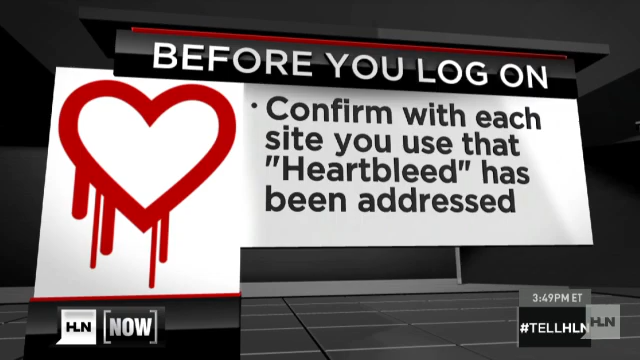 BEFORE YOU LOG ON
• Confirm with each
site you use that
"Heartbleed" has
been addressed
HLN [NOW]
3:49PM ET
#TELLHLN
HLN